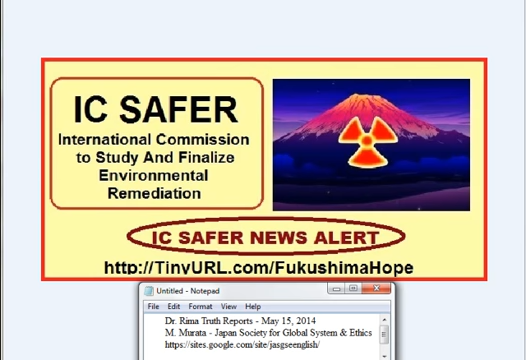 IC SAFER
International Commission
to Study And Finalize
Environmental
Remediation
IC SAFER NEWS ALERT
http://TinyURL.com/FukushimaHope
Untitled - Notepad
File Edit Format View Help
Dr. Rima Truth Reports - May 15, 2014
M. Murata - Japan Society for Global System & Ethics
https://sites.google.com/site/jasgseenglish/